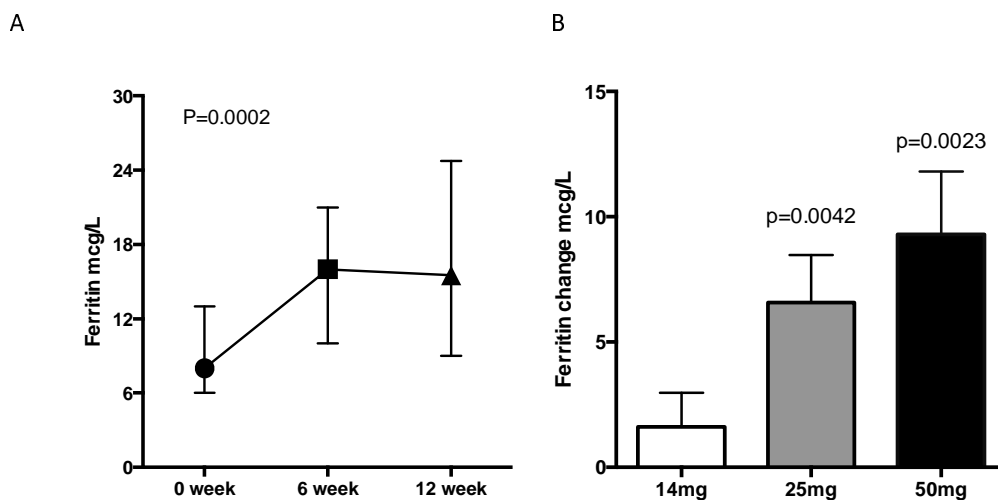 A
B
30
24
18
12
6
0
Ferritin mcg/L
P=0.0002
0 week
6 week
12 week
15
10
5
0
Ferritin change mcg/L
p=0.0042
p=0.0023
14mg
25mg
50mg